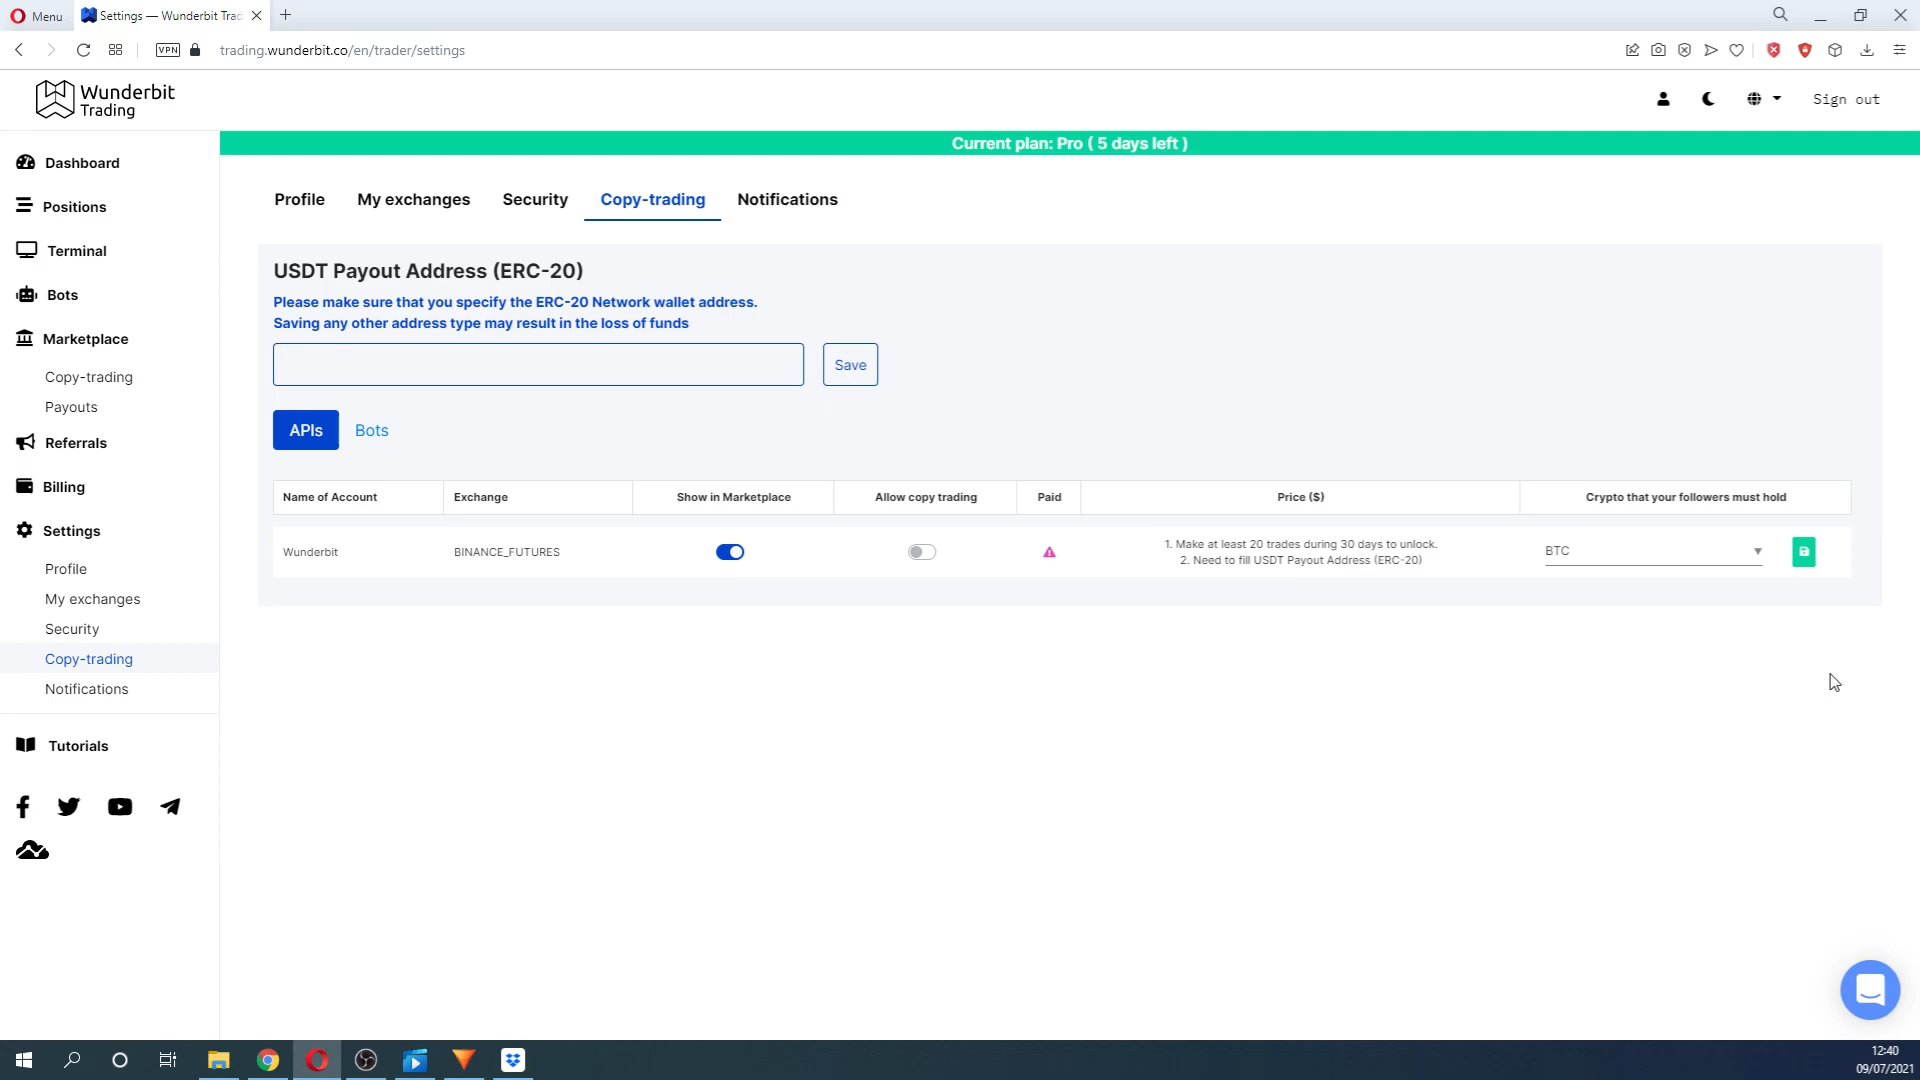 Menu
Settings — Wunderbit Trad
VPN
trading.wunderbit.co/en/trader/settings
Wunderbit
Trading
Sign out
Current plan: Pro ( 5 days left )
Dashboard
Positions
Terminal
Bots
Marketplace
Copy-trading
Payouts
Referrals
Billing
Settings
Profile
My exchanges
Security
Copy-trading
Notifications
Tutorials
Profile
My exchanges
Security
Copy-trading
Notifications
USDT Payout Address (ERC-20)
Please make sure that you specify the ERC-20 Network wallet address.
Saving any other address type may result in the loss of funds
Save
APIs
Bots
Name of Account
Exchange
Show in Marketplace
Allow copy trading
Paid
Price ($)
Crypto that your followers must hold
Wunderbit
BINANCE_FUTURES
1. Make at least 20 trades during 30 days to unlock.
2. Need to fill USDT Payout Address (ERC-20)
BTC
12:40
09/07/2021